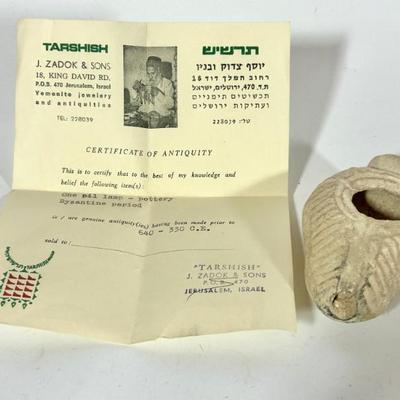 TARSHISH
J. ZADOK & SONS
18, KING DAVID RD,
P.O.B. 470 Jerusalem, Israel
Yemenite jewelery
and antiquities
TEL: 228039
תרשיש
יוסף צדוק ובניו
רחוב המלך דוד 18
ת.ד. 470, ירושלים, ישראל
תכשיטים תימניים
ועתיקות ירושלים
טל: 228039
CERTIFICATE OF ANTIQUITY
This is to certify that to the best of my knowledge and
belief the following item(s):
One oil lamp - pottery
Byzantine period
is / are genuine antiquity(ies) having been made prior to
640 - 330 C.E.
sold to:
"TARSHISH"
J. ZADOK & SONS
P.O.B. 470
JERUSALEM, ISRAEL